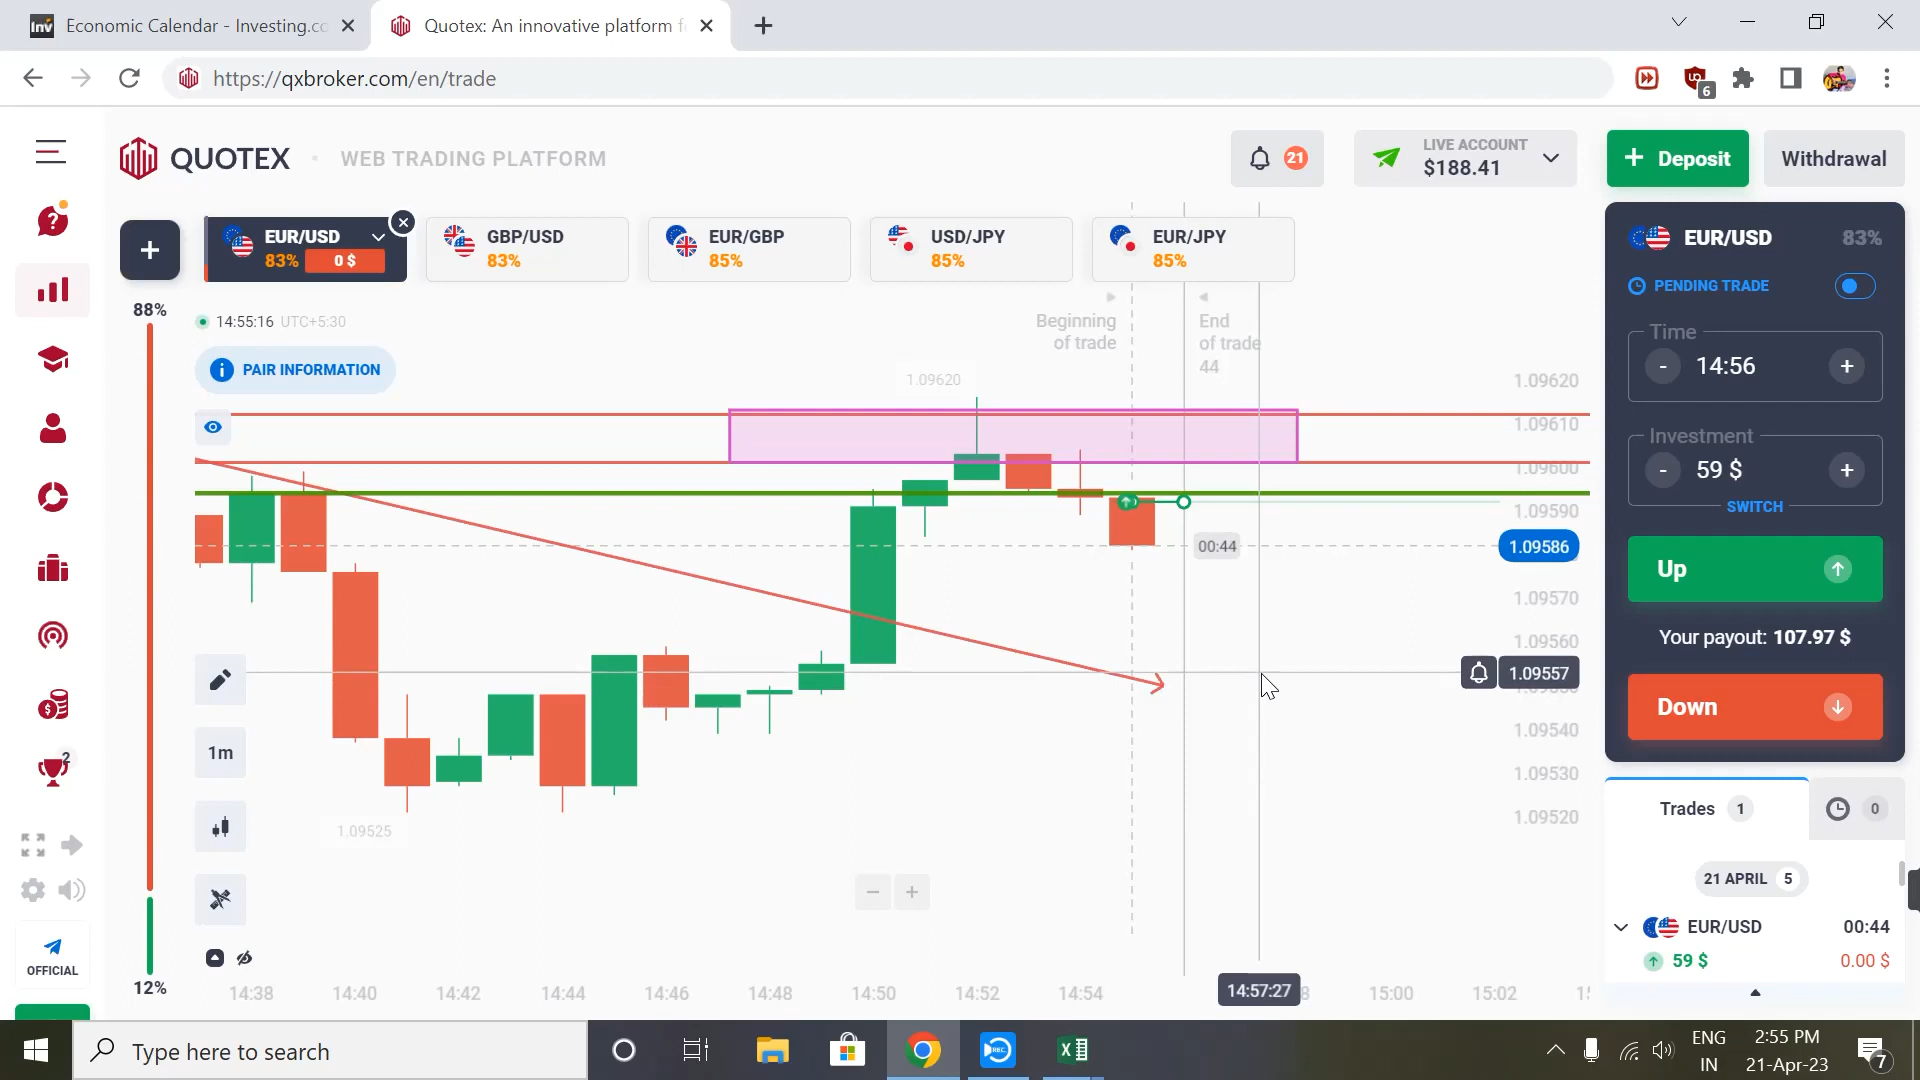 Economic Calendar - Investing.co
Quotex: An innovative platform f
https://qxbroker.com/en/trade
6
QUOTEX
WEB TRADING PLATFORM
21
LIVE ACCOUNT
$188.41
+ Deposit
Withdrawal
+
EUR/USD
83% 0 $
GBP/USD
83%
EUR/GBP
85%
USD/JPY
85%
EUR/JPY
85%
EUR/USD 83%
PENDING TRADE
Time
- 14:56 +
Investment
- 59 $ +
SWITCH
Up
Your payout: 107.97 $
Down
Trades 1
0
21 APRIL 5
EUR/USD 00:44
59 $ 0.00 $
88%
12%
14:55:16 UTC+5:30
PAIR INFORMATION
Beginning
of trade
End
of trade
44
1.09620
1.09620
1.09610
1.09600
1.09590
00:44
1.09586
1.09570
1.09560
1.09557
1.09540
1.09530
1.09520
1.09525
1m
2
OFFICIAL
14:38
14:40
14:42
14:44
14:46
14:48
14:50
14:52
14:54
14:57:27
15:00
15:02
Type here to search
ENG
IN
2:55 PM
21-Apr-23
7